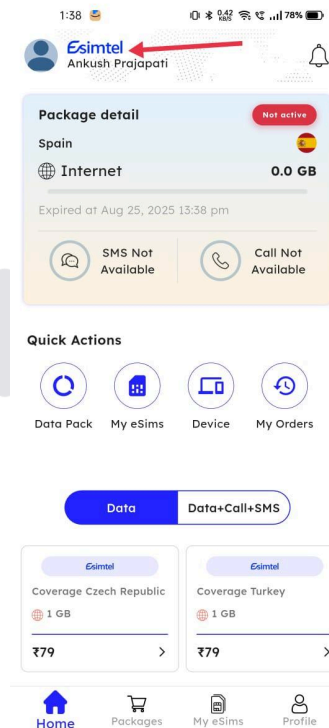 1:38
0.42 KB/S 78%
Esimtel
Ankush Prajapati
Package detail
Not active
Spain
Internet
0.0 GB
Expired at Aug 25, 2025 13:38 pm
SMS Not Available
Call Not Available
Quick Actions
Data Pack
My eSims
Device
My Orders
Data
Data+Call+SMS
Esimtel
Coverage Czech Republic
1 GB
₹79
Esimtel
Coverage Turkey
1 GB
₹79
Home
Packages
My eSims
Profile